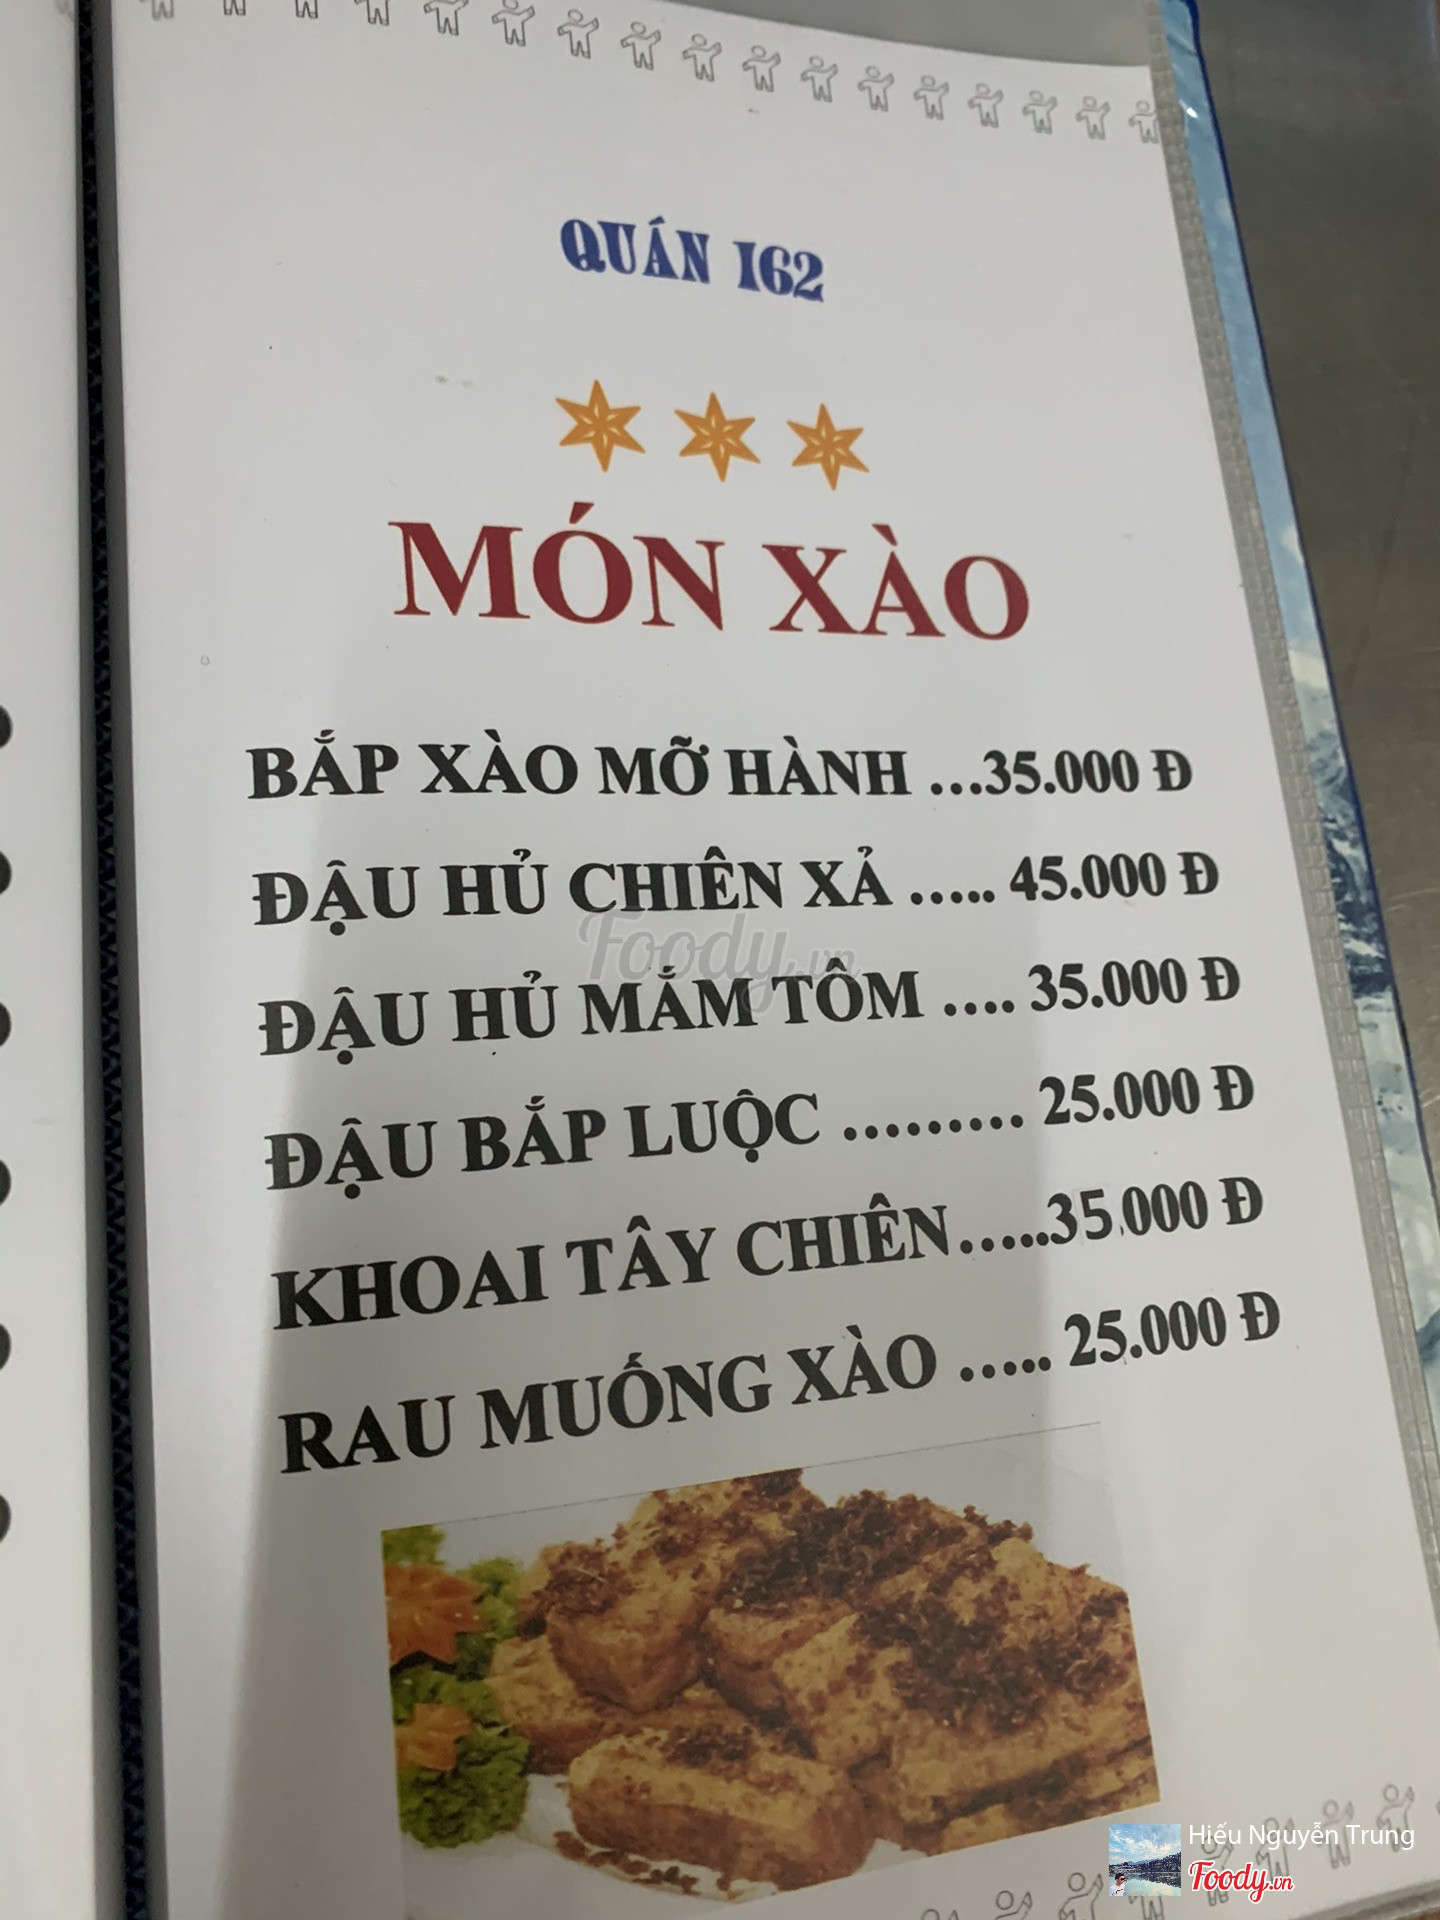 QUÁN 162
MÓN XÀO
BẮP XÀO MỠ HÀNH ...35.000 Đ
ĐẬU HỦ CHIÊN XẢ ..... 45.000 Đ
ĐẬU HỦ MẮM TÔM .... 35.000 Đ
ĐẬU BẮP LUỘC ......... 25.000 Đ
KHOAI TÂY CHIÊN.....35.000 Đ
RAU MUỐNG XÀO ..... 25.000 Đ
Foody.vn
Hiếu Nguyễn Trung
Foody.vn